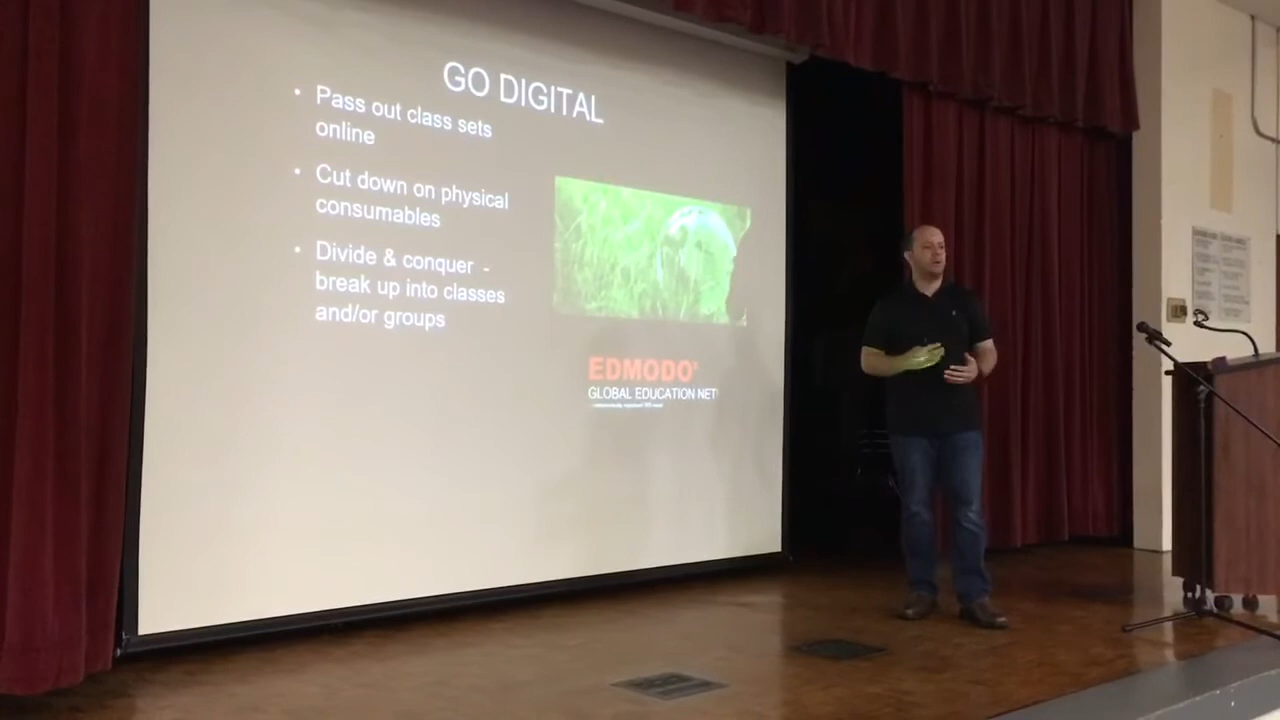 GO DIGITAL
• Pass out class sets
online
• Cut down on physical
consumables
• Divide & conquer -
break up into classes
and/or groups
EDMODO
GLOBAL EDUCATION NET